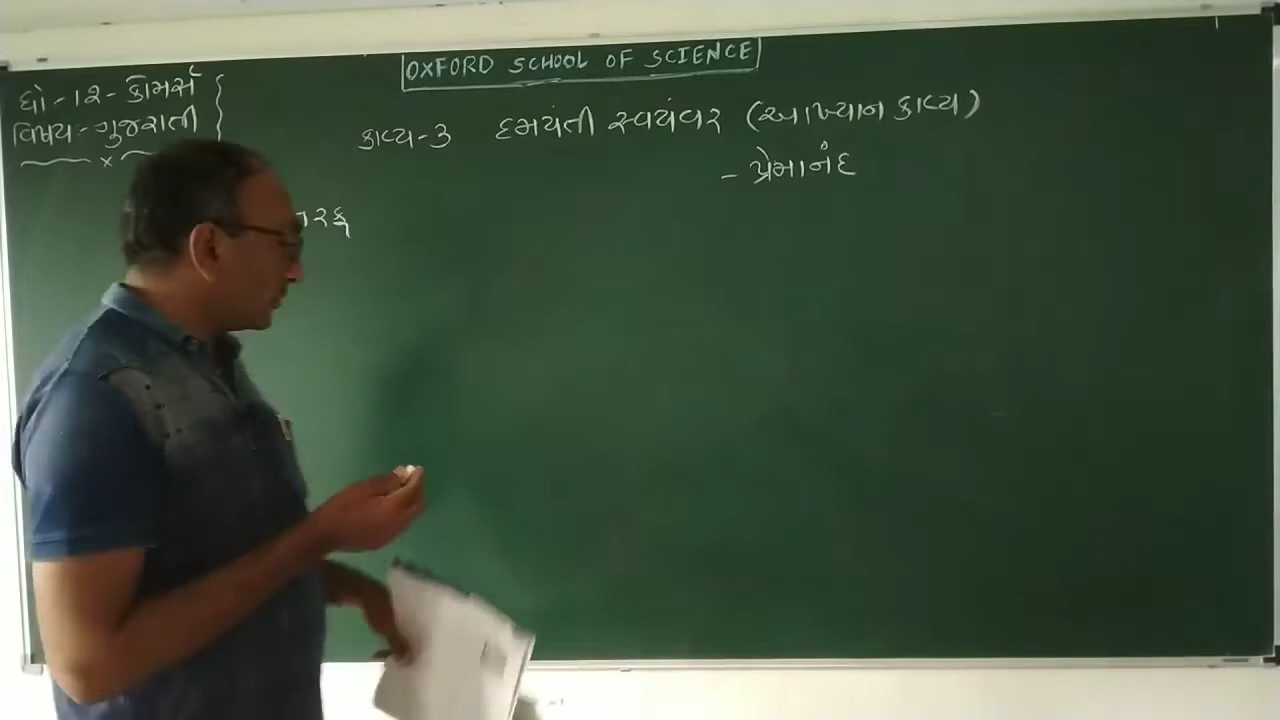 OXFORD SCHOOL OF SCIENCE
ધો-૧૨-કોમર્સ
વિષય-ગુજરાતી
કાવ્ય-૩ દમયંતી સ્વયંવર (આખ્યાન કાવ્ય)
- પ્રેમાનંદ